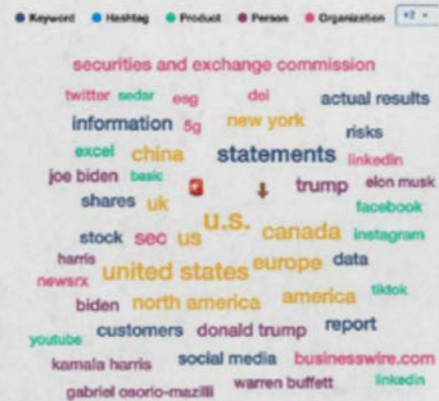 Keyword Hashtag Product Person Organization +2
securities and exchange commission
twitter sedar esg dei actual results
information 5g new york risks
excel china statements linkedin
joe biden basic trump elon musk
shares uk facebook
stock sec us u.s. canada instagram
harris united states europe data
newsrx tiktok
biden north america america
youtube customers donald trump report
kamala harris social media businesswire.com
gabriel osorio-mazilli warren buffett linkedin